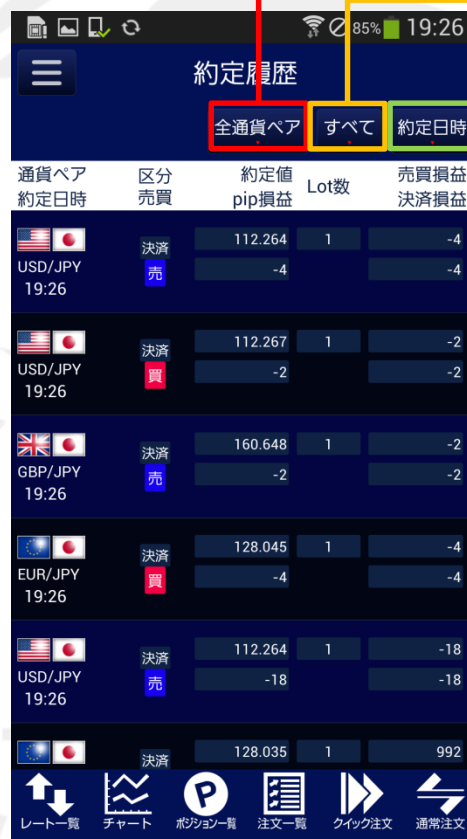 85% 19:26
約定履歴
全通貨ペア すべて 約定日時
通貨ペア 区分 約定値 Lot数 売買損益
約定日時 売買 pip損益 決済損益
決済 112.264 1 -4
USD/JPY 売 -4 -4
19:26
決済 112.267 1 -2
USD/JPY 買 -2 -2
19:26
決済 160.648 1 -2
GBP/JPY 売 -2 -2
19:26
決済 128.045 1 -4
EUR/JPY 買 -4 -4
19:26
決済 112.264 1 -18
USD/JPY 売 -18 -18
19:26
決済 128.035 1 992
P
レート一覧 チャート ポジション一覧 注文一覧 クイック注文 通常注文